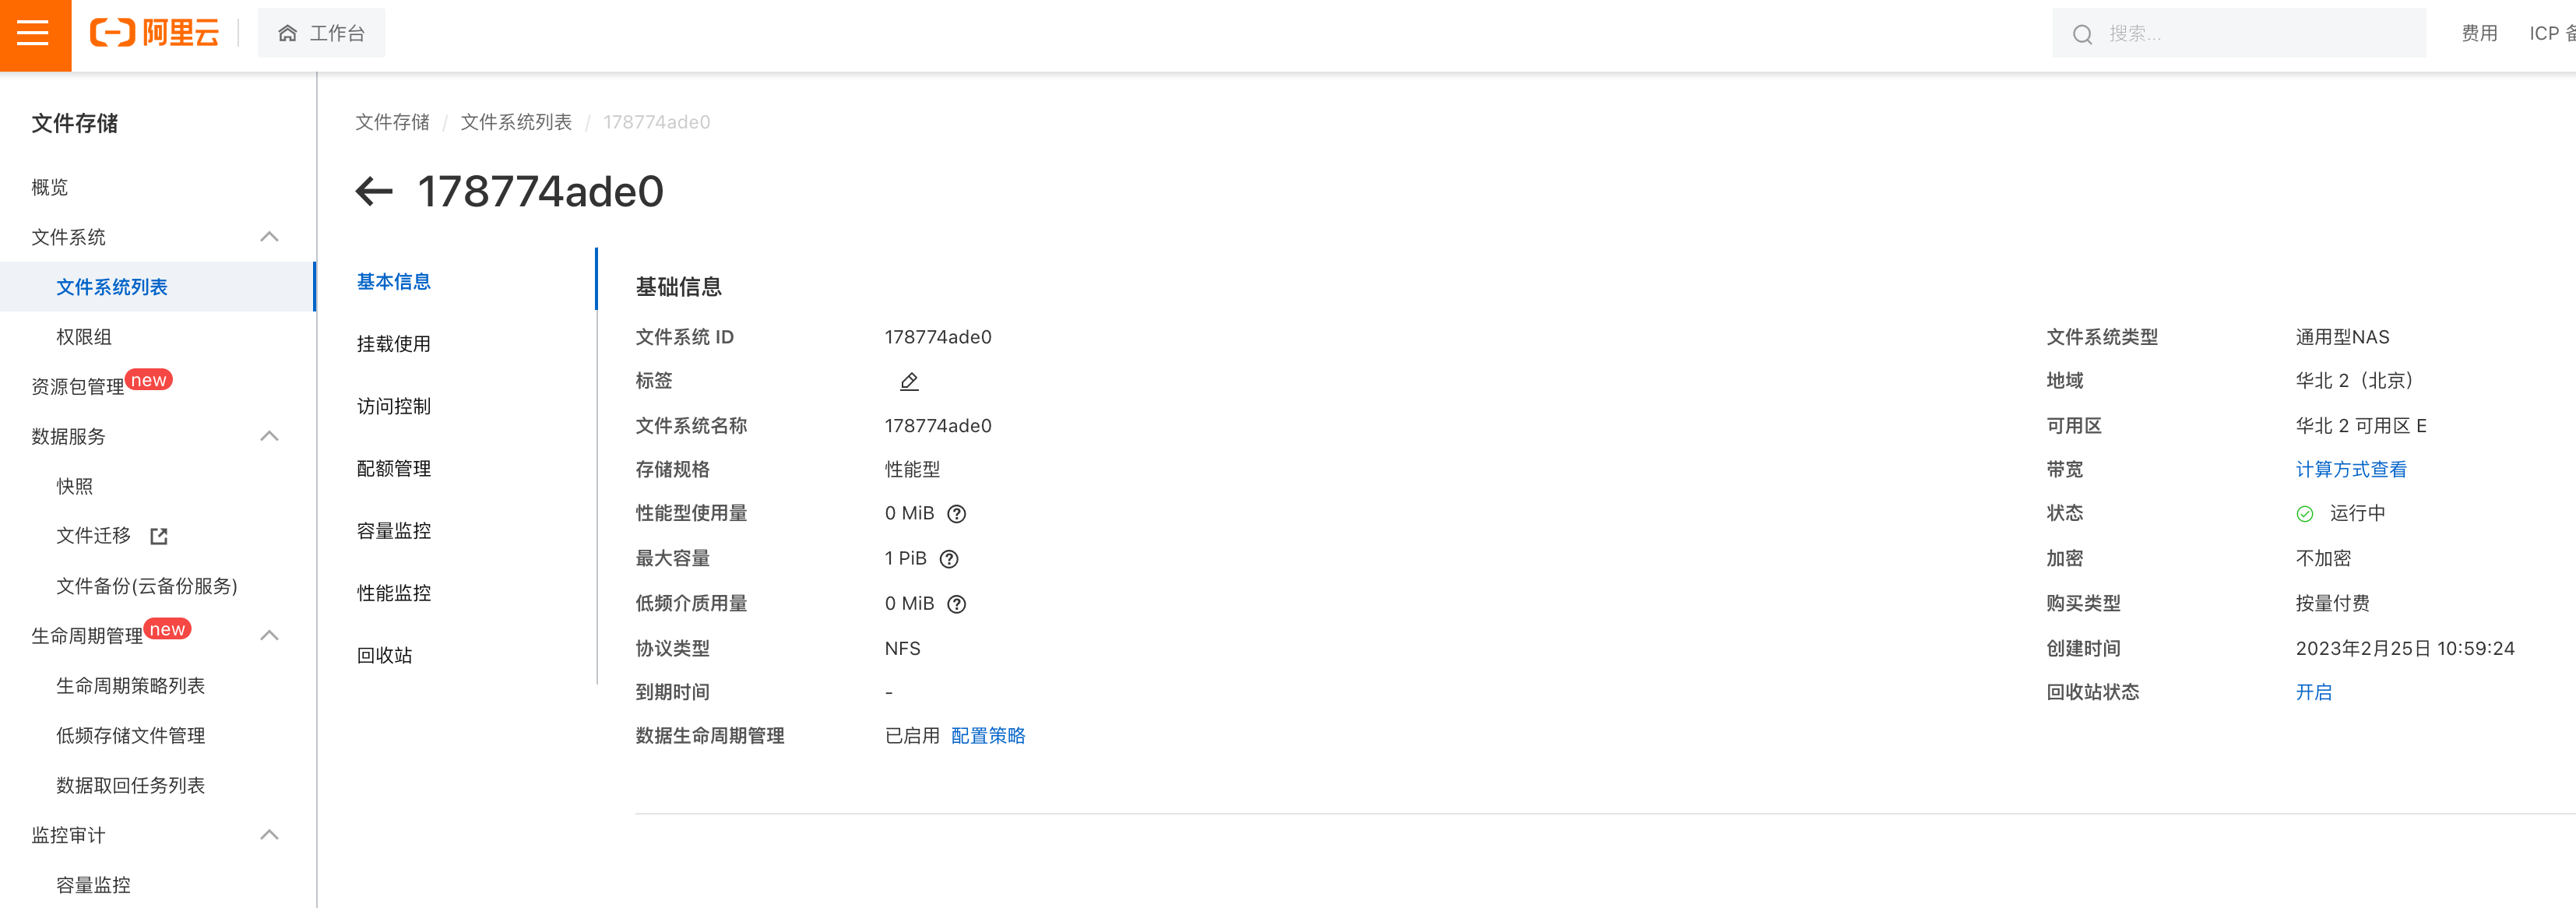 阿里云
工作台
搜索...
费用
ICP
文件存储
概览
文件系统
文件系统列表
权限组
资源包管理 new
数据服务
快照
文件迁移
文件备份(云备份服务)
生命周期管理 new
生命周期策略列表
低频存储文件管理
数据取回任务列表
监控审计
容量监控
文件存储 / 文件系统列表 / 178774ade0
178774ade0
基本信息
挂载使用
访问控制
配额管理
容量监控
性能监控
回收站
基础信息
文件系统 ID 178774ade0
标签
文件系统名称 178774ade0
存储规格 性能型
性能型使用量 0 MiB
最大容量 1 PiB
低频介质用量 0 MiB
协议类型 NFS
到期时间 -
数据生命周期管理 已启用 配置策略
文件系统类型 通用型NAS
地域 华北 2（北京）
可用区 华北 2 可用区 E
带宽 计算方式查看
状态 运行中
加密 不加密
购买类型 按量付费
创建时间 2023年2月25日 10:59:24
回收站状态 开启